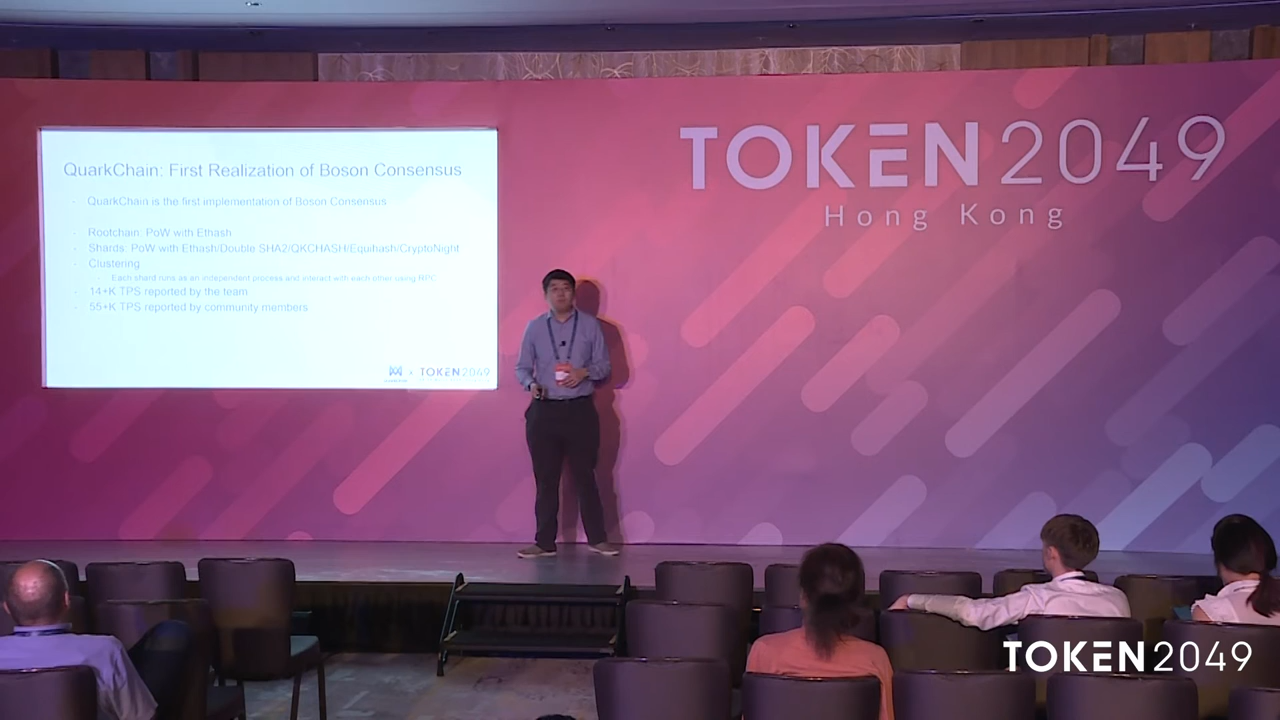 QuarkChain: First Realization of Boson Consensus
- QuarkChain is the first implementation of Boson Consensus
- Rootchain: PoW with Ethash
- Shards: PoW with Ethash/Double SHA2/QKCHASH/Equihash/CryptoNight
- Clustering
- Each shard runs as an independent process and interact with each other using RPC
- 14+K TPS reported by the team
- 55+K TPS reported by community members
× TOKEN2049
TOKEN2049
Hong Kong
TOKEN2049